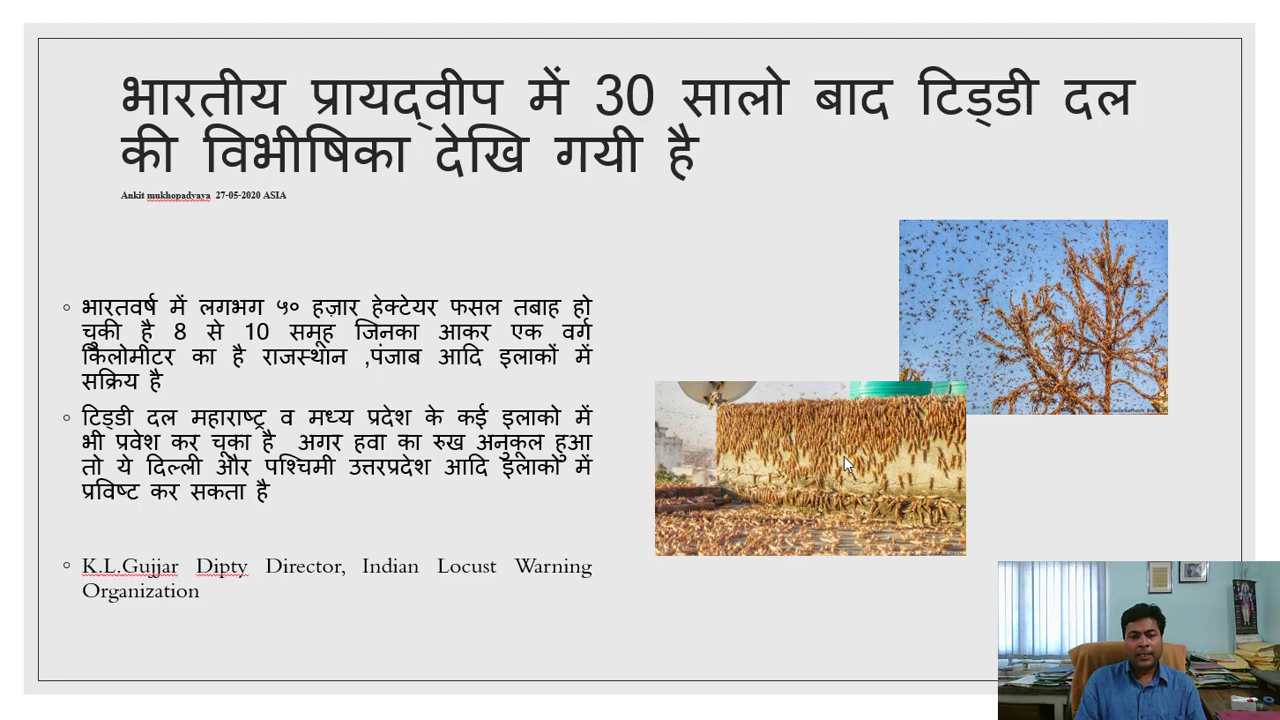 भारतीय प्रायद्वीप में 30 सालो बाद टिड्डी दल
की विभीषिका देखि गयी है
Ankit mukhopadyaya 27-05-2020 ASIA
◦ भारतवर्ष में लगभग ५० हज़ार हेक्टेयर फसल तबाह हो
चुकी है 8 से 10 समूह जिनका आकर एक वर्ग
किलोमीटर का है राजस्थान ,पंजाब आदि इलाकों में
सक्रिय है
◦ टिड्डी दल महाराष्ट्र व मध्य प्रदेश के कई इलाको में
भी प्रवेश कर चूका है अगर हवा का रुख अनुकूल हुआ
तो ये दिल्ली और पश्चिमी उत्तरप्रदेश आदि इलाको में
प्रविष्ट कर सकता है
◦ K.L.Gujjar Dipty Director, Indian Locust Warning
Organization